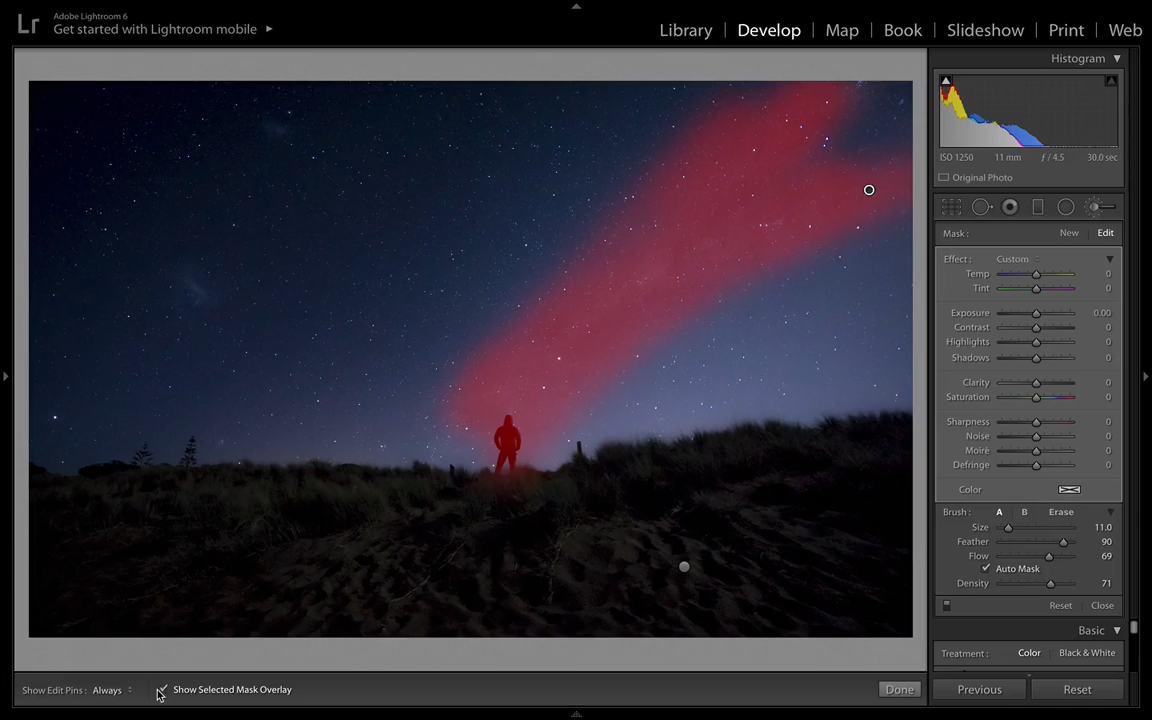 Lr
Adobe Lightroom 6
Get started with Lightroom mobile
Library | Develop | Map | Book | Slideshow | Print | Web
Histogram
ISO 1250 11 mm ƒ / 4.5 30.0 sec
Original Photo
Mask : New Edit
Effect : Custom
Temp 0
Tint 0
Exposure 0.00
Contrast 0
Highlights 0
Shadows 0
Clarity 0
Saturation 0
Sharpness 0
Noise 0
Moiré 0
Defringe 0
Color
Brush : A B Erase
Size 11.0
Feather 90
Flow 69
Auto Mask
Density 71
Reset Close
Basic
Treatment : Color Black & White
Show Edit Pins : Always Show Selected Mask Overlay Done Previous Reset